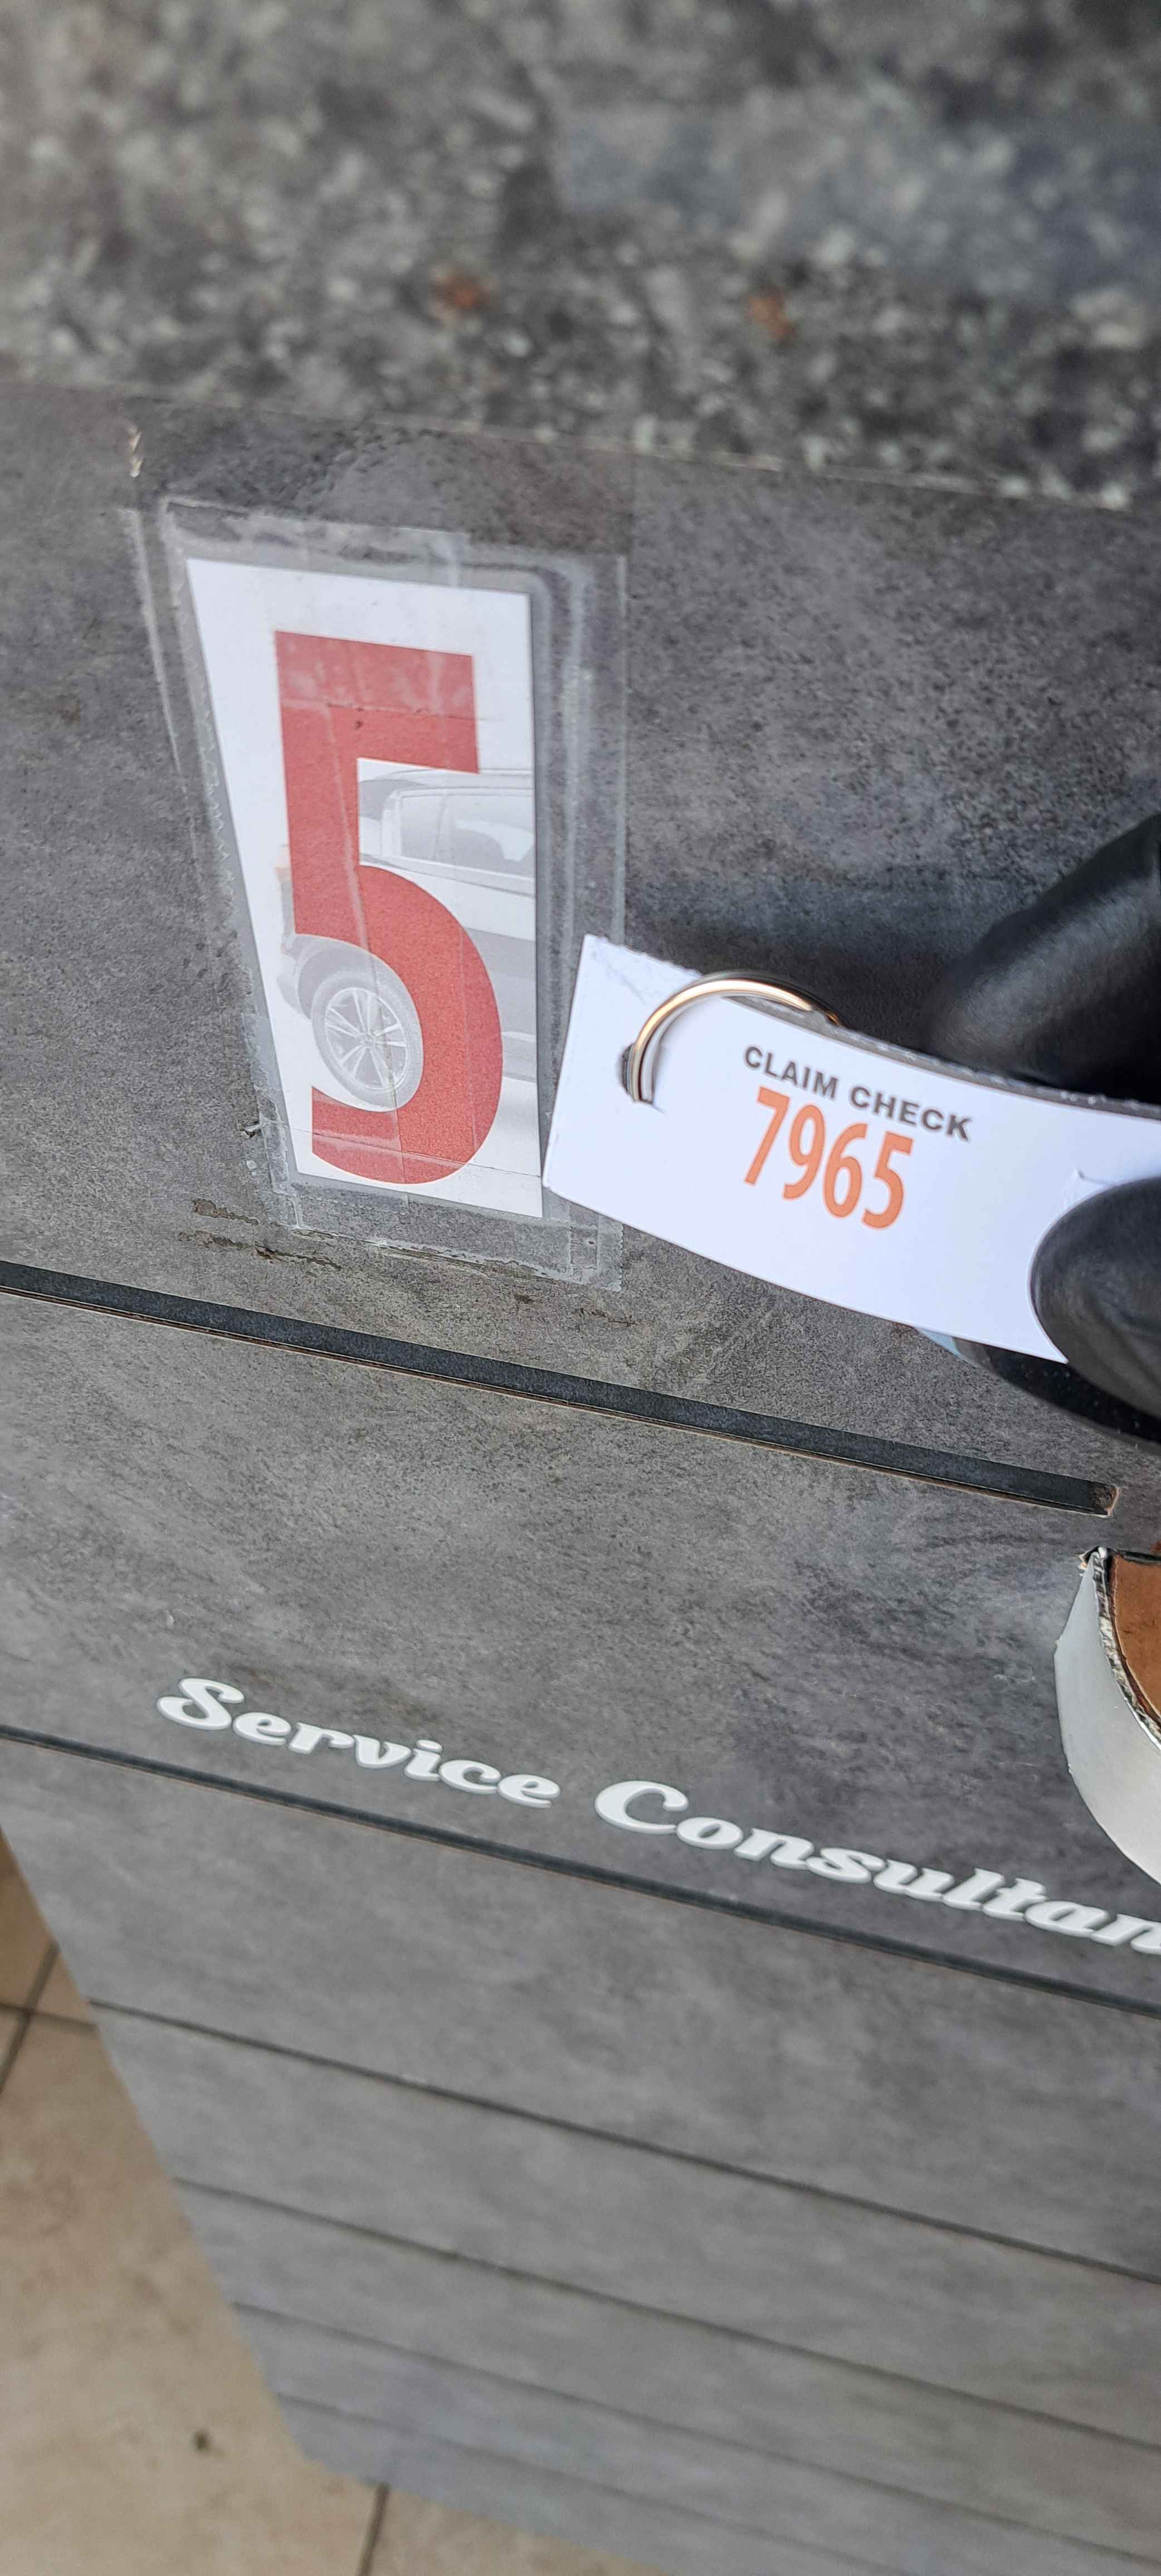 5
CLAIM CHECK
7965
Service Consultan